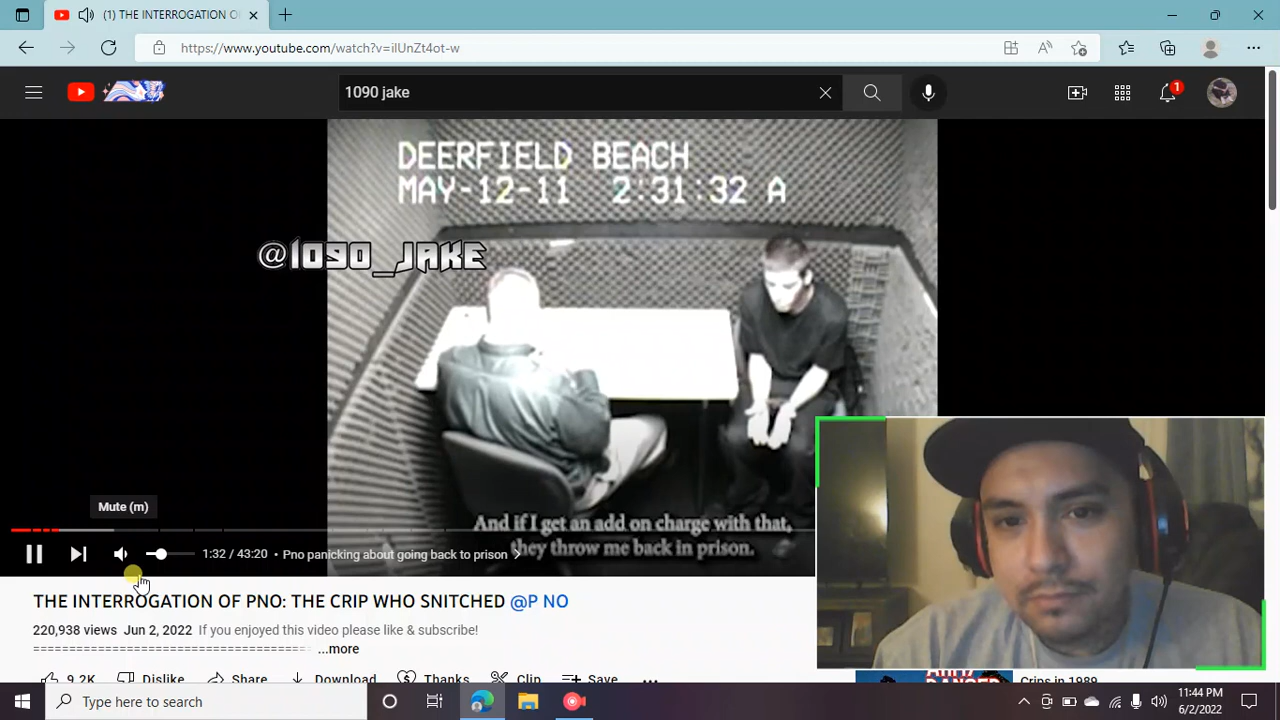 (1) THE INTERROGATION OF
https://www.youtube.com/watch?v=ilUnZt4ot-w
1090 jake
1
DEERFIELD BEACH
MAY-12-11 2:31:32 A
@1090_JAKE
And if I get an add on charge with that,
they throw me back in prison.
Mute (m)
1:32 / 43:20 • Pno panicking about going back to prison
THE INTERROGATION OF PNO: THE CRIP WHO SNITCHED @P NO
220,938 views Jun 2, 2022 If you enjoyed this video please like & subscribe!
==================================== ...more
9.2K Dislike Share Download Thanks Clip Save
Crips in 1989
Type here to search
11:44 PM
6/2/2022